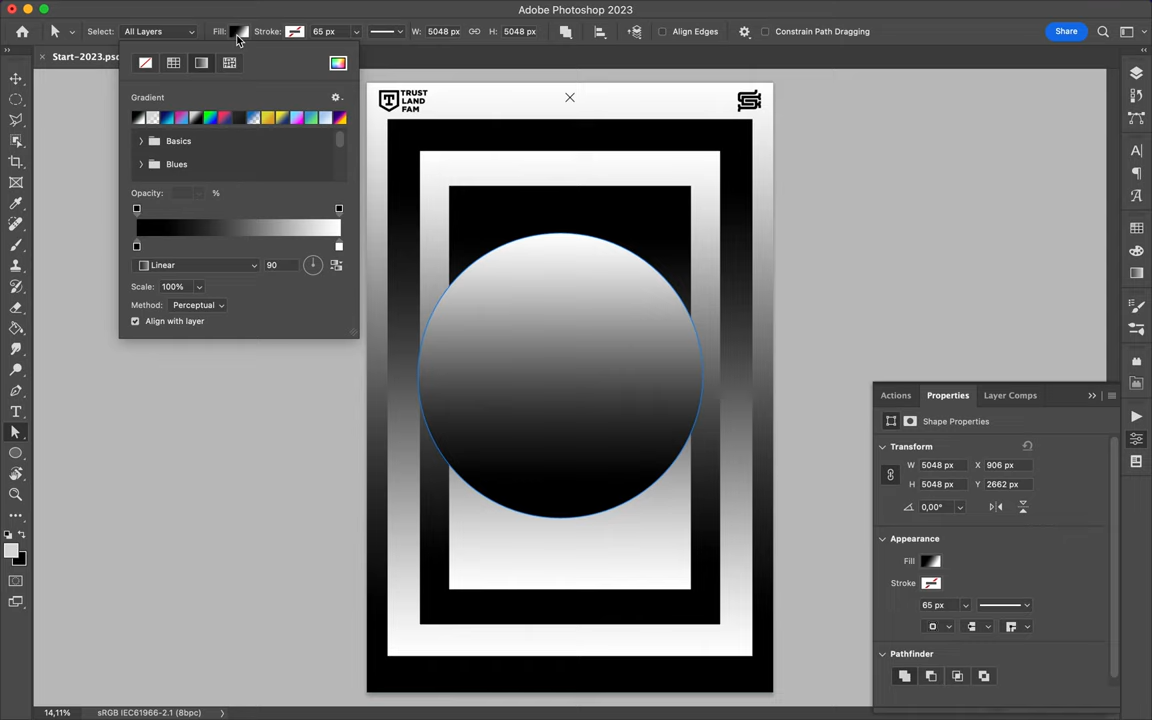 Adobe Photoshop 2023
Select: All Layers Fill: Stroke: 65 px W: 5048 px H: 5048 px Align Edges Constrain Path Dragging Share
Start-2023.psd
Gradient
Basics
Blues
Opacity: %
Linear 90
Scale: 100%
Method: Perceptual
Align with layer
TRUST
LAND
FAM
Actions Properties Layer Comps
Shape Properties
Transform
W 5048 px X 906 px
H 5048 px Y 2662 px
0,00°
Appearance
Fill
Stroke
65 px
Pathfinder
14,11% sRGB IEC61966-2.1 (8bpc)